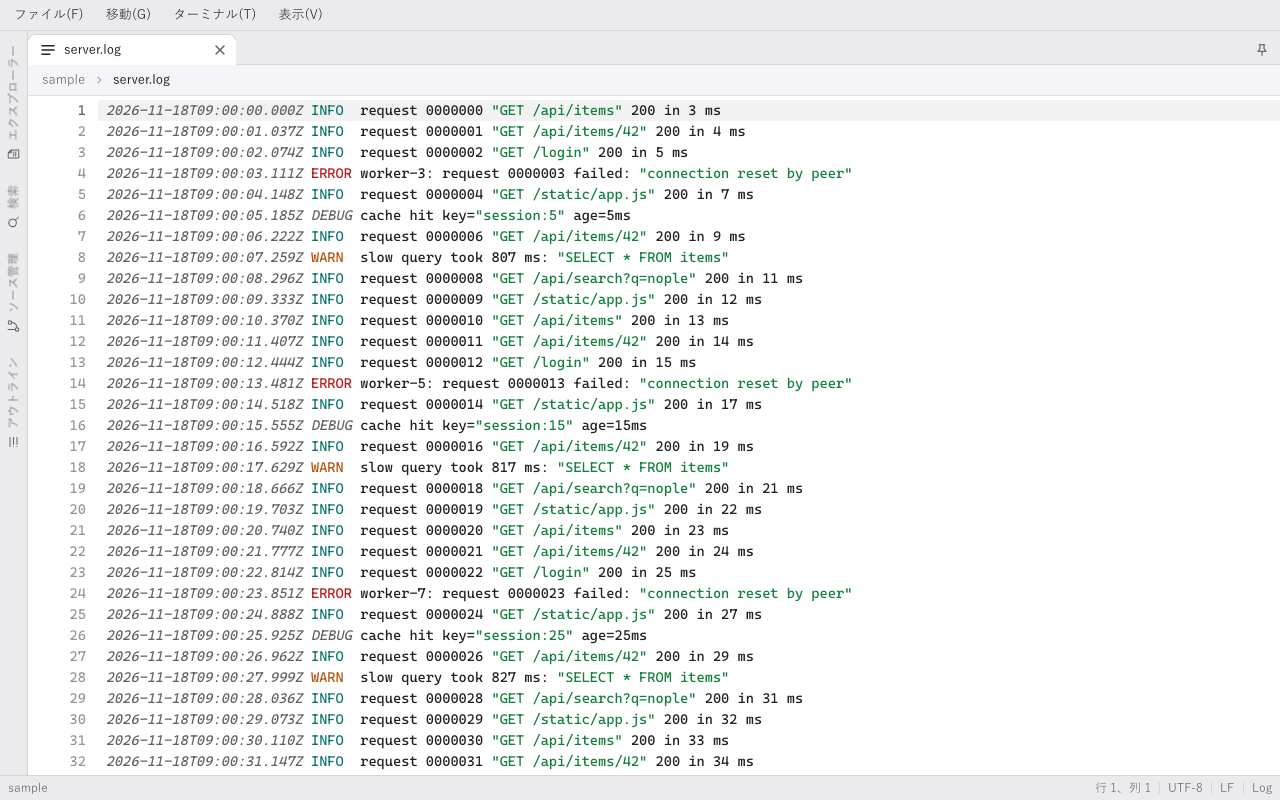 ファイル(F) 移動(G) ターミナル(T) 表示(V)
server.log
sample › server.log
エクスプローラー
検索
ソース管理
アウトライン
1 2026-11-18T09:00:00.000Z INFO  request 0000000 "GET /api/items" 200 in 3 ms
2 2026-11-18T09:00:01.037Z INFO  request 0000001 "GET /api/items/42" 200 in 4 ms
3 2026-11-18T09:00:02.074Z INFO  request 0000002 "GET /login" 200 in 5 ms
4 2026-11-18T09:00:03.111Z ERROR worker-3: request 0000003 failed: "connection reset by peer"
5 2026-11-18T09:00:04.148Z INFO  request 0000004 "GET /static/app.js" 200 in 7 ms
6 2026-11-18T09:00:05.185Z DEBUG cache hit key="session:5" age=5ms
7 2026-11-18T09:00:06.222Z INFO  request 0000006 "GET /api/items/42" 200 in 9 ms
8 2026-11-18T09:00:07.259Z WARN  slow query took 807 ms: "SELECT * FROM items"
9 2026-11-18T09:00:08.296Z INFO  request 0000008 "GET /api/search?q=nople" 200 in 11 ms
10 2026-11-18T09:00:09.333Z INFO  request 0000009 "GET /static/app.js" 200 in 12 ms
11 2026-11-18T09:00:10.370Z INFO  request 0000010 "GET /api/items" 200 in 13 ms
12 2026-11-18T09:00:11.407Z INFO  request 0000011 "GET /api/items/42" 200 in 14 ms
13 2026-11-18T09:00:12.444Z INFO  request 0000012 "GET /login" 200 in 15 ms
14 2026-11-18T09:00:13.481Z ERROR worker-5: request 0000013 failed: "connection reset by peer"
15 2026-11-18T09:00:14.518Z INFO  request 0000014 "GET /static/app.js" 200 in 17 ms
16 2026-11-18T09:00:15.555Z DEBUG cache hit key="session:15" age=15ms
17 2026-11-18T09:00:16.592Z INFO  request 0000016 "GET /api/items/42" 200 in 19 ms
18 2026-11-18T09:00:17.629Z WARN  slow query took 817 ms: "SELECT * FROM items"
19 2026-11-18T09:00:18.666Z INFO  request 0000018 "GET /api/search?q=nople" 200 in 21 ms
20 2026-11-18T09:00:19.703Z INFO  request 0000019 "GET /static/app.js" 200 in 22 ms
21 2026-11-18T09:00:20.740Z INFO  request 0000020 "GET /api/items" 200 in 23 ms
22 2026-11-18T09:00:21.777Z INFO  request 0000021 "GET /api/items/42" 200 in 24 ms
23 2026-11-18T09:00:22.814Z INFO  request 0000022 "GET /login" 200 in 25 ms
24 2026-11-18T09:00:23.851Z ERROR worker-7: request 0000023 failed: "connection reset by peer"
25 2026-11-18T09:00:24.888Z INFO  request 0000024 "GET /static/app.js" 200 in 27 ms
26 2026-11-18T09:00:25.925Z DEBUG cache hit key="session:25" age=25ms
27 2026-11-18T09:00:26.962Z INFO  request 0000026 "GET /api/items/42" 200 in 29 ms
28 2026-11-18T09:00:27.999Z WARN  slow query took 827 ms: "SELECT * FROM items"
29 2026-11-18T09:00:28.036Z INFO  request 0000028 "GET /api/search?q=nople" 200 in 31 ms
30 2026-11-18T09:00:29.073Z INFO  request 0000029 "GET /static/app.js" 200 in 32 ms
31 2026-11-18T09:00:30.110Z INFO  request 0000030 "GET /api/items" 200 in 33 ms
32 2026-11-18T09:00:31.147Z INFO  request 0000031 "GET /api/items/42" 200 in 34 ms
sample 行 1、列 1 UTF-8 LF Log